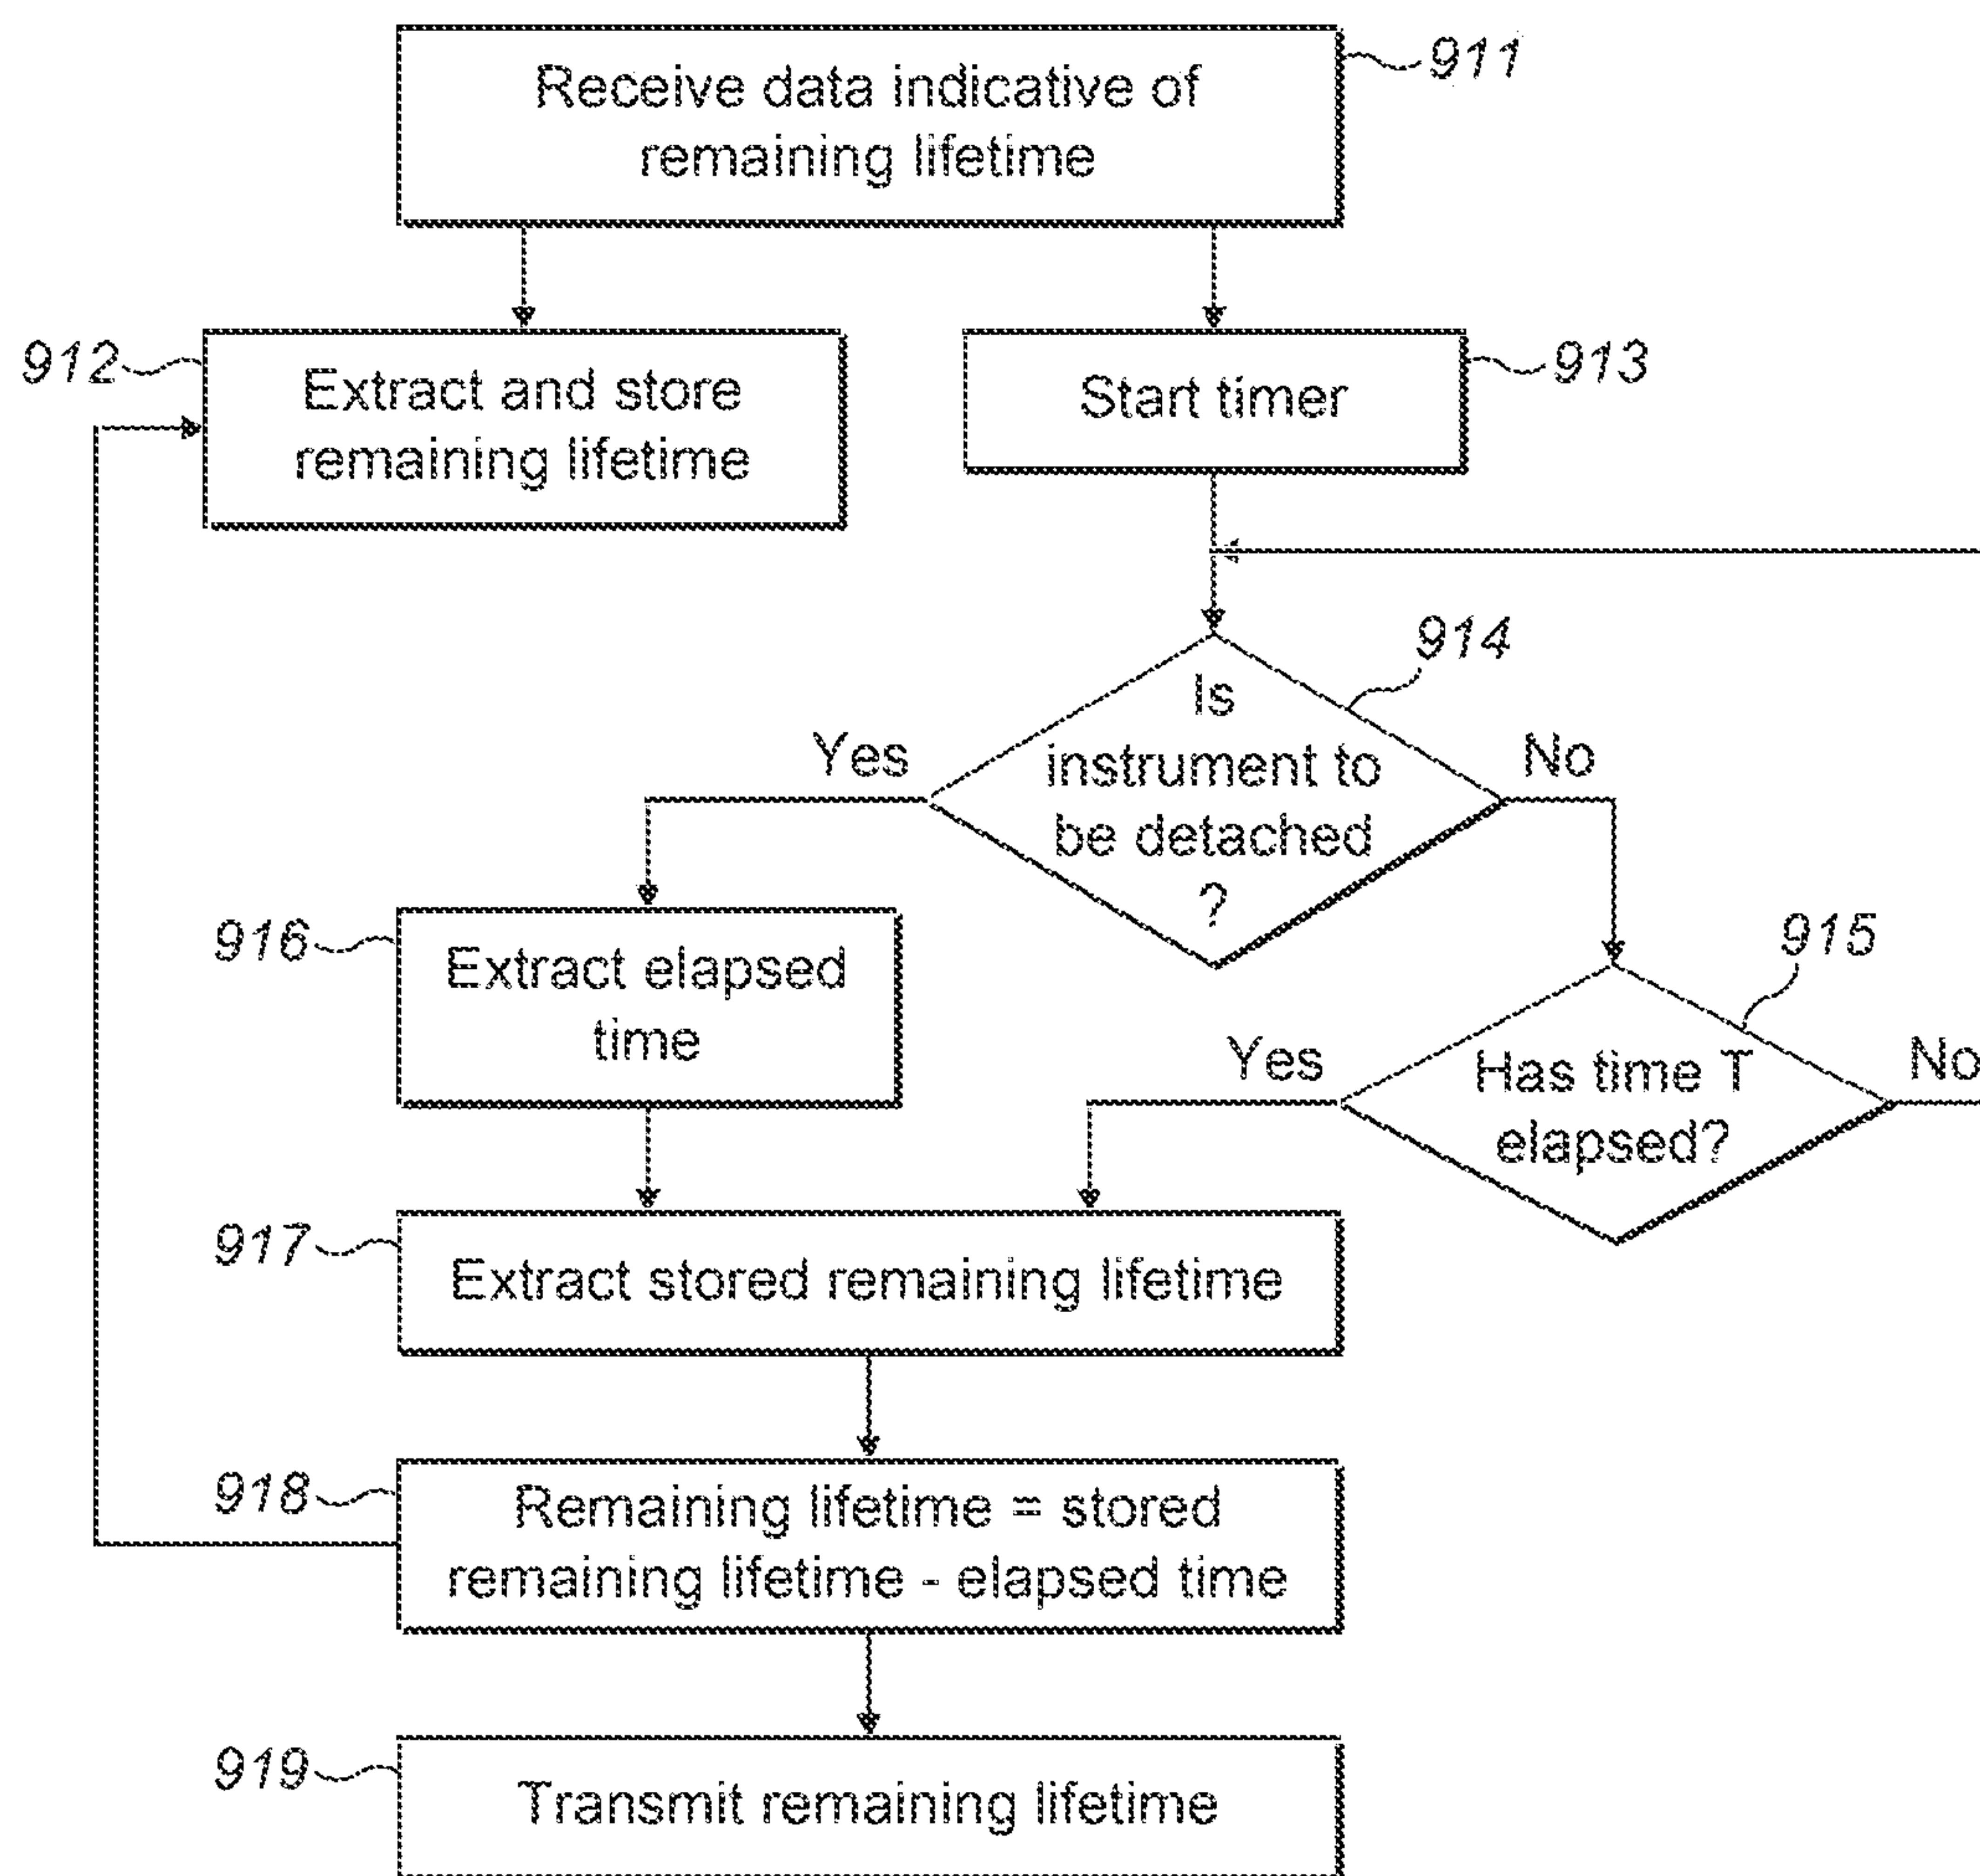 Receive data indicative of
remaining lifetime
911
912
Extract and store
remaining lifetime
Start timer
913
914
Is
instrument to
be detached
?
Yes
No
916
Extract elapsed
time
915
Has time T
elapsed?
Yes
No
917
Extract stored remaining lifetime
918
Remaining lifetime = stored
remaining lifetime - elapsed time
919
Transmit remaining lifetime